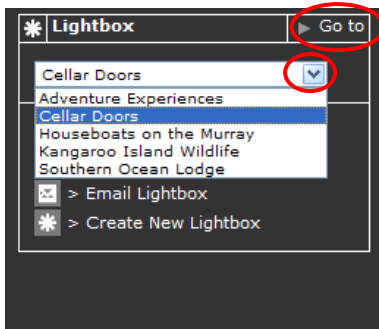 Lightbox
Go to
Cellar Doors
Adventure Experiences
Cellar Doors
Houseboats on the Murray
Kangaroo Island Wildlife
Southern Ocean Lodge
> Email Lightbox
> Create New Lightbox